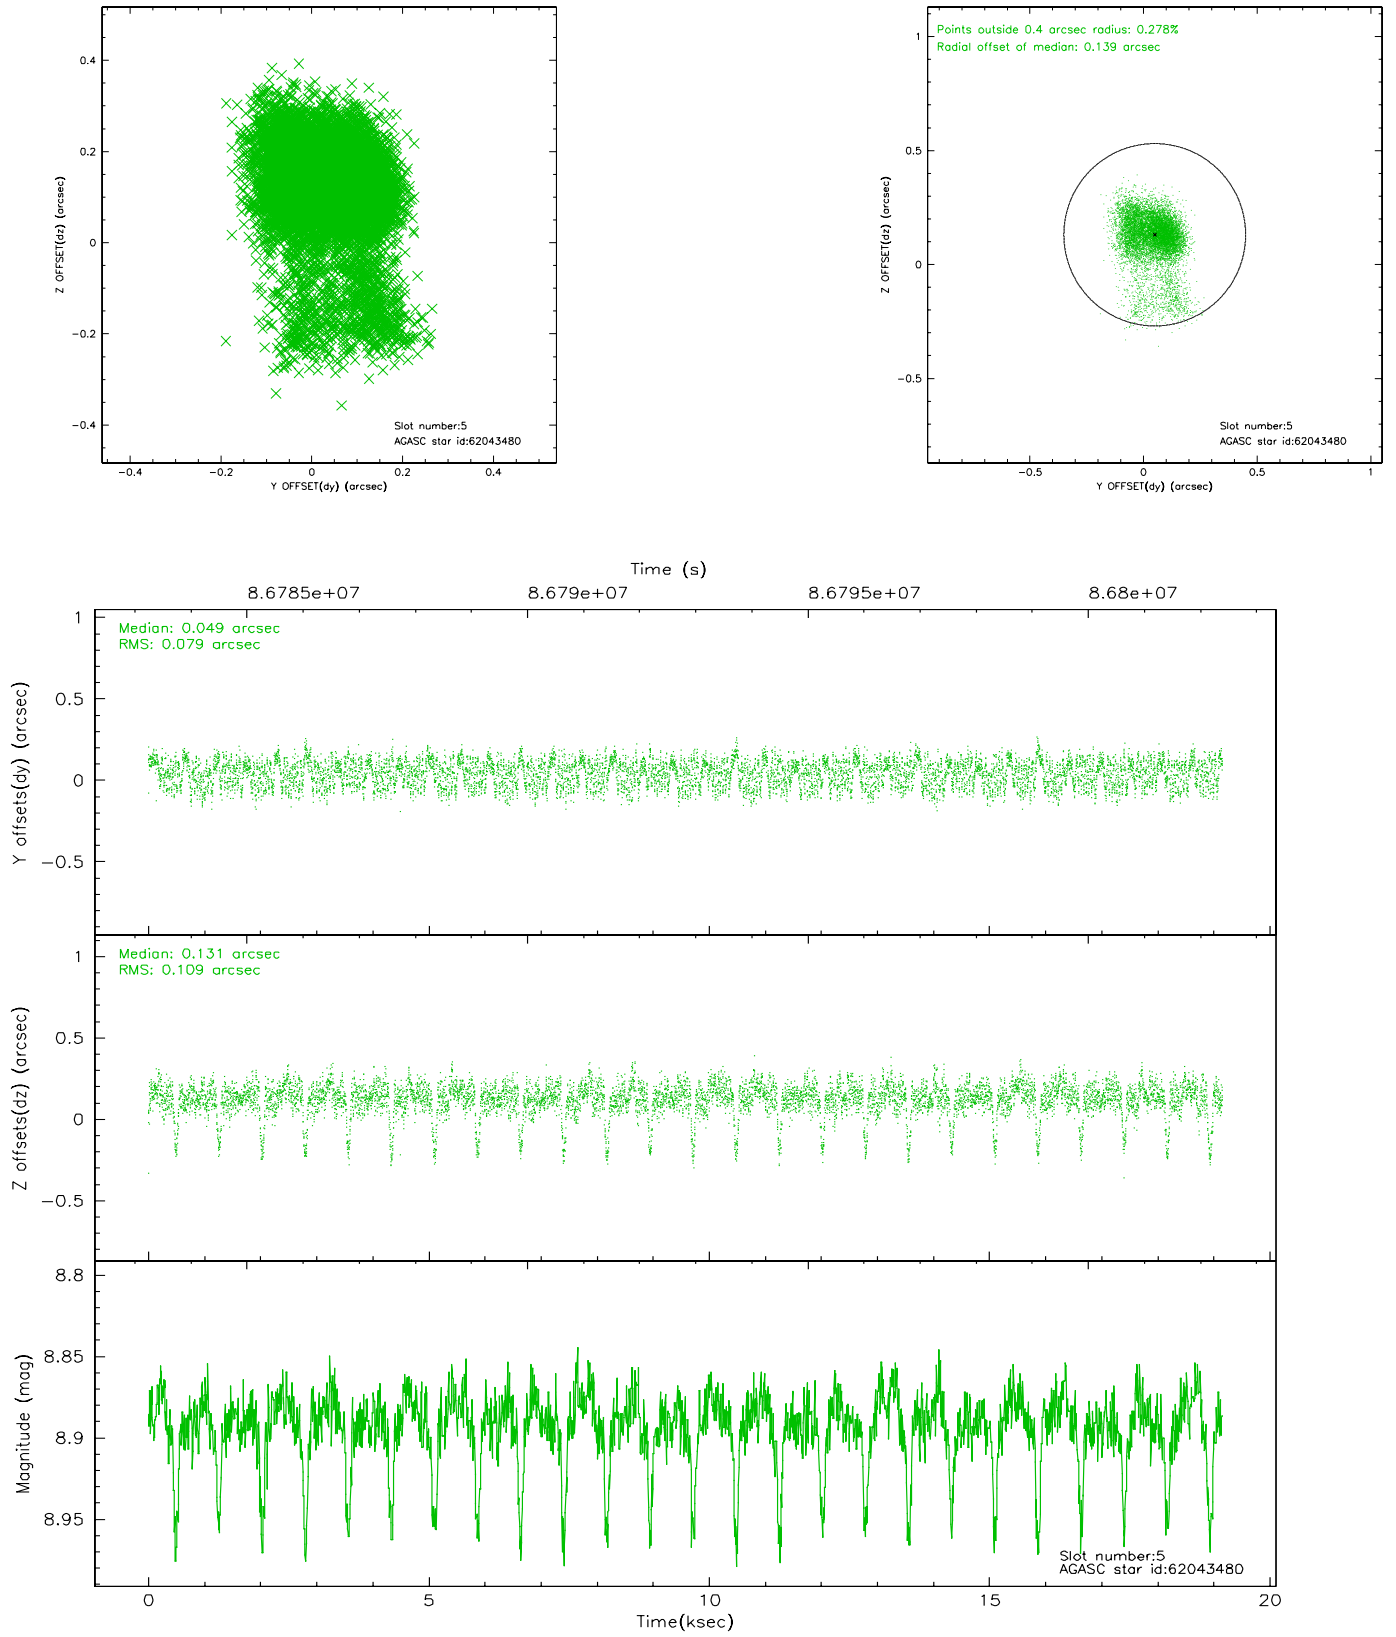 0.4
0.2
0
−0.2
−0.4
Z OFFSET(dz) (arcsec)
Slot number:5
AGASC star id:62043480
−0.4 −0.2 0 0.2 0.4
Y OFFSET(dy) (arcsec)
Points outside 0.4 arcsec radius: 0.278%
Radial offset of median: 0.139 arcsec
1
0.5
0
−0.5
Z OFFSET(dz) (arcsec)
Slot number:5
AGASC star id:62043480
−0.5 0 0.5 1
Y OFFSET(dy) (arcsec)
Time (s)
8.6785e+07 8.679e+07 8.6795e+07 8.68e+07
Median: 0.049 arcsec
RMS: 0.079 arcsec
1
0.5
0
−0.5
Y offsets(dy) (arcsec)
Median: 0.131 arcsec
RMS: 0.109 arcsec
1
0.5
0
−0.5
Z offsets(dz) (arcsec)
8.8
8.85
8.9
8.95
Magnitude (mag)
Slot number:5
AGASC star id:62043480
0 5 10 15 20
Time(ksec)